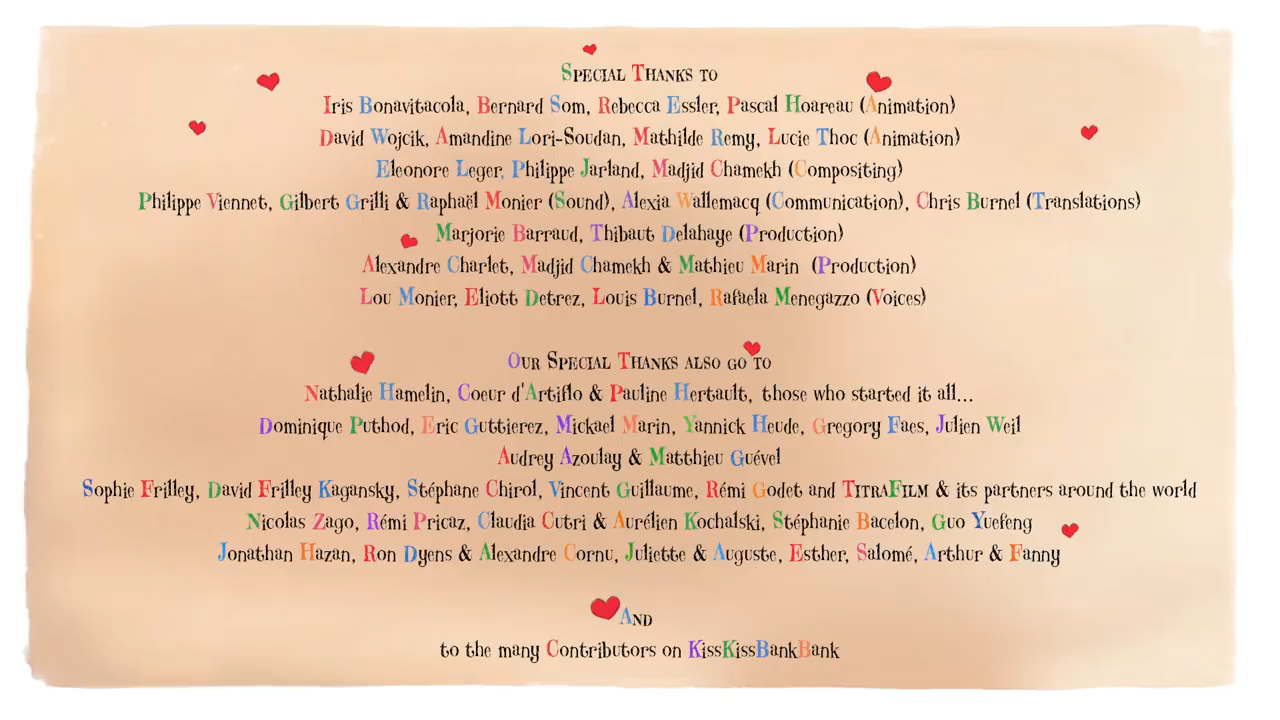 Special Thanks to
Iris Bonavitacola, Bernard Som, Rebecca Essler, Pascal Hoareau (Animation)
David Wojcik, Amandine Lori-Soudan, Mathilde Remy, Lucie Thoc (Animation)
Eleonore Leger, Philippe Jarland, Madjid Chamekh (Compositing)
Philippe Viennet, Gilbert Grilli & Raphaël Monier (Sound), Alexia Wallemacq (Communication), Chris Burnel (Translations)
Marjorie Barraud, Thibaut Delahaye (Production)
Alexandre Charlet, Madjid Chamekh & Mathieu Marin (Production)
Lou Monier, Eliott Detrez, Louis Burnel, Rafaela Menegazzo (Voices)
Our Special Thanks also go to
Nathalie Hamelin, Coeur d'Artiflo & Pauline Hertault, those who started it all...
Dominique Puthod, Eric Guttierez, Mickael Marin, Yannick Heude, Gregory Faes, Julien Weil
Audrey Azoulay & Matthieu Guével
Sophie Frilley, David Frilley Kagansky, Stéphane Chirol, Vincent Guillaume, Rémi Godet and TitraFilm & its partners around the world
Nicolas Zago, Rémi Pricaz, Claudia Cutri & Aurélien Kochalski, Stéphanie Bacelon, Guo Yuefeng
Jonathan Hazan, Ron Dyens & Alexandre Cornu, Juliette & Auguste, Esther, Salomé, Arthur & Fanny
And
to the many Contributors on KissKissBankBank